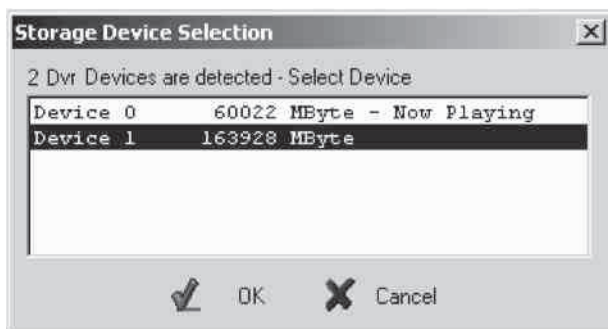 Storage Device Selection
2 Dvr Devices are detected - Select Device
Device 0 60022 MByte - Now Playing
Device 1 163928 MByte
OK Cancel